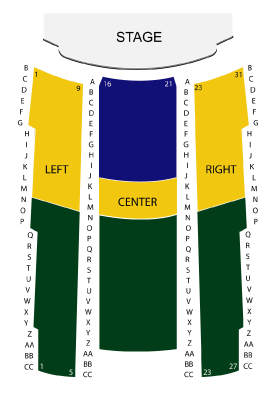 STAGE
B
C
D
E
F
G
H
I
J
K
L
M
N
O
P
Q
R
S
T
U
V
W
X
Y
Z
AA
BB
CC
1
9
LEFT
1
5
A
B
C
D
E
F
G
H
I
J
K
L
M
N
O
P
Q
R
S
T
U
V
W
X
Y
Z
AA
BB
CC
16 21
CENTER
A
B
C
D
E
F
G
H
I
J
K
L
M
N
O
P
Q
R
S
T
U
V
W
X
Y
Z
AA
BB
CC
31
23
RIGHT
27
23
B
C
D
E
F
G
H
I
J
K
L
M
N
O
P
Q
R
S
T
U
V
W
X
Y
Z
AA
BB
CC